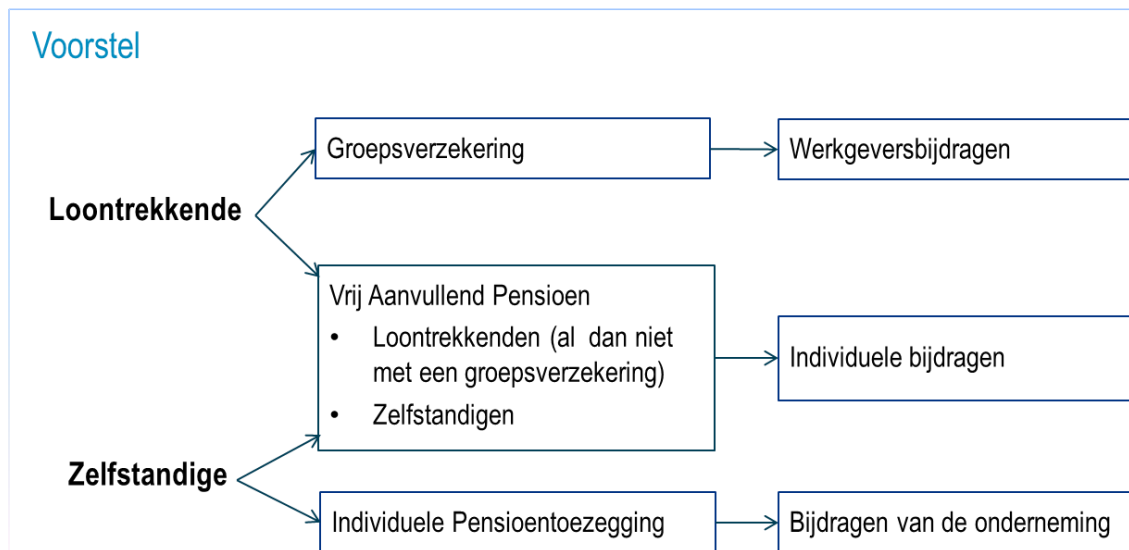 Voorstel
Groepsverzekering
Werkgeversbijdragen
Loontrekkende
Vrij Aanvullend Pensioen
• Loontrekkenden (al dan niet
met een groepsverzekering)
• Zelfstandigen
Individuele bijdragen
Zelfstandige
Individuele Pensioentoezegging
Bijdragen van de onderneming